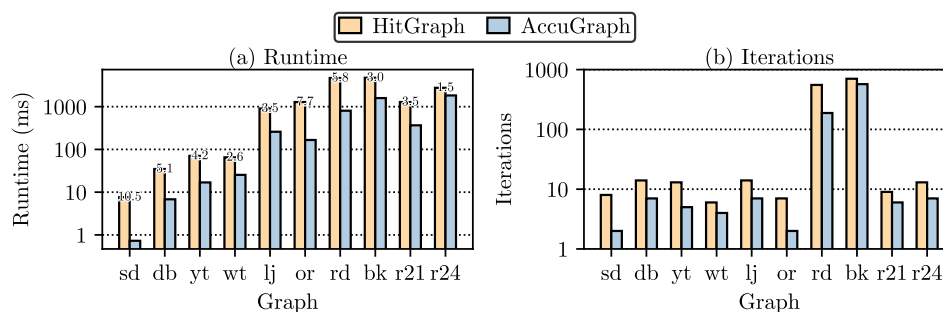 HitGraph AccuGraph
(a) Runtime
Runtime (ms)
1000
100
10
1
10.5 5.1 4.2 2.6 3.5 7.7 5.8 3.0 3.5 1.5
sd db yt wt lj or rd bk r21 r24
Graph
(b) Iterations
Iterations
1000
100
10
1
sd db yt wt lj or rd bk r21 r24
Graph